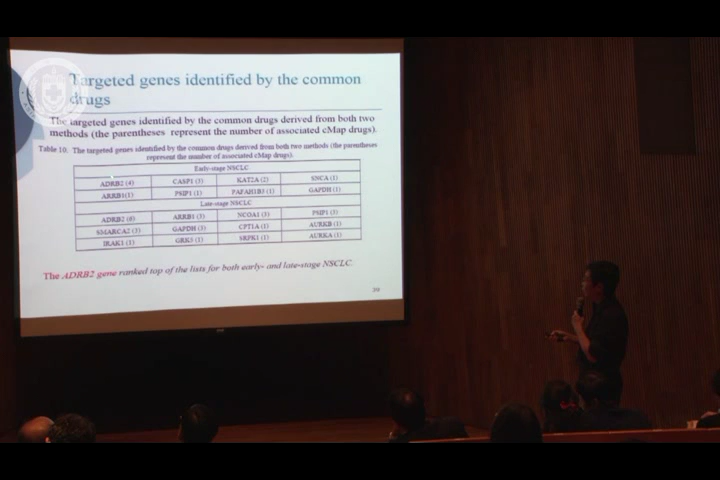 Targeted genes identified by the common
drugs
The targeted genes identified by the common drugs derived from both two
methods (the parentheses represent the number of associated cMap drugs).
Table 10. The targeted genes identified by the common drugs derived from both two methods (the parentheses
represent the number of associated cMap drugs).
Early-stage NSCLC
ADRB2 (4) CASP1 (3) KAT2A (2) SNCA (1)
ARRB1(1) PSIP1 (1) PAFAH1B3 (1) GAPDH (1)
Late-stage NSCLC
ADRB2 (6) ARRB1 (3) NCOA1 (3) PSIP1 (3)
SMARCA2 (3) GAPDH (3) CPT1A (1) AURKB (1)
IRAK1 (1) GRK5 (1) SRPK1 (1) AURKA (1)
The ADRB2 gene ranked top of the lists for both early- and late-stage NSCLC.